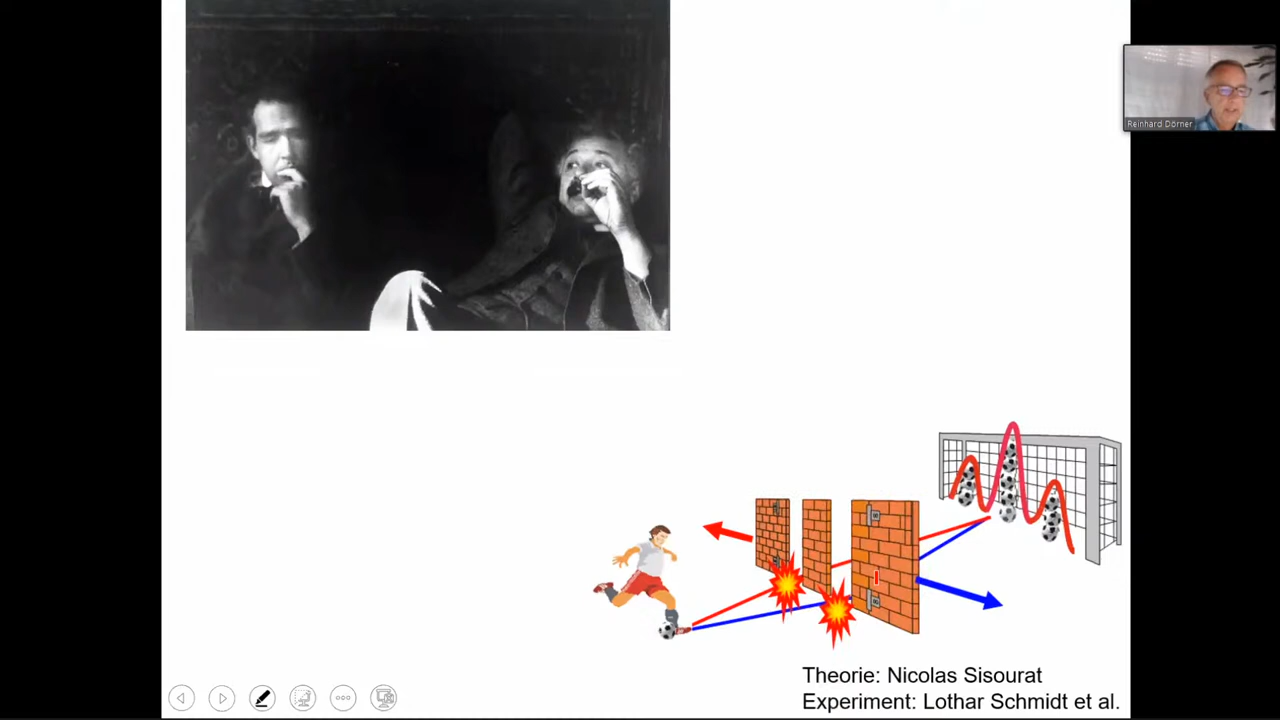 Reinhard Dörner
Theorie: Nicolas Sisourat
Experiment: Lothar Schmidt et al.